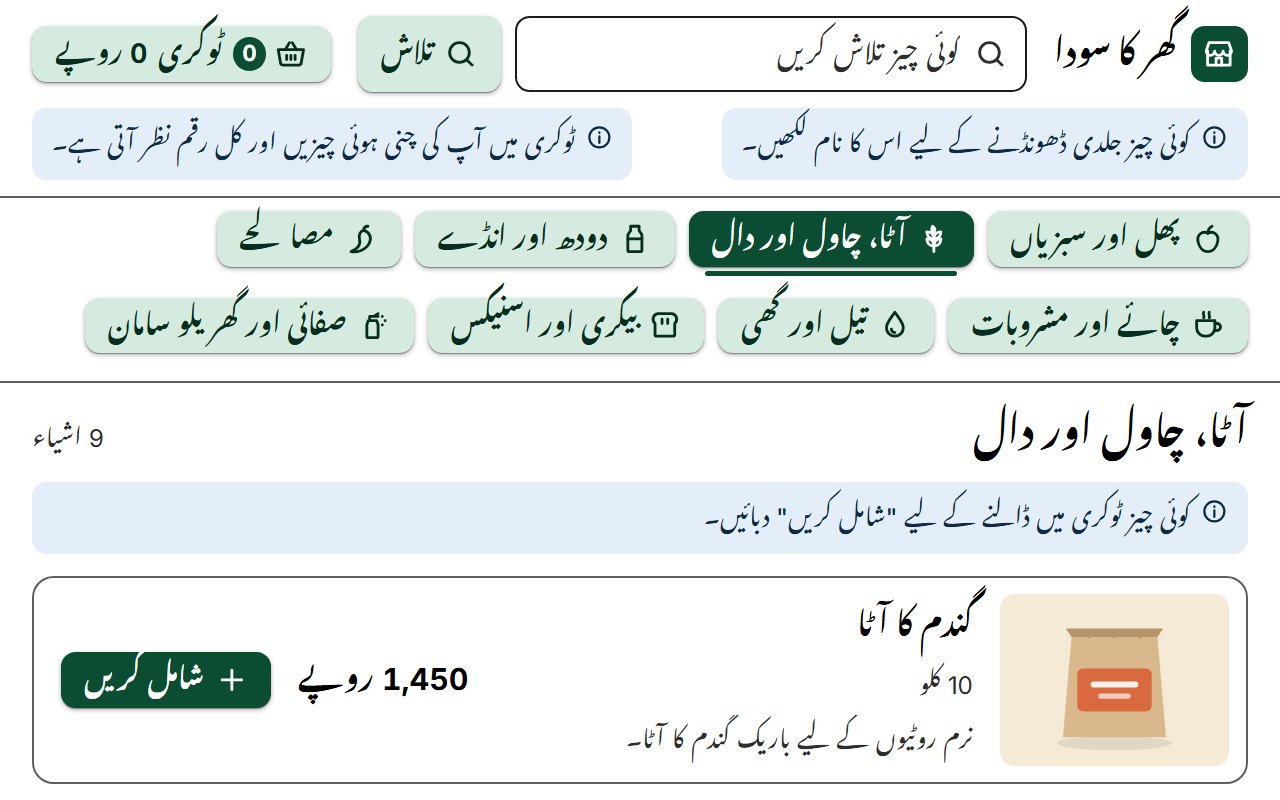 گھر کا سودا
کوئی چیز تلاش کریں
تلاش
0 ٹوکری 0 روپے
کوئی چیز جلدی ڈھونڈنے کے لیے اس کا نام لکھیں۔
ٹوکری میں آپ کی چنی ہوئی چیزیں اور کل رقم نظر آتی ہے۔
پھل اور سبزیاں
آٹا، چاول اور دال
دودھ اور انڈے
مصالحے
چائے اور مشروبات
تیل اور گھی
بیکری اور اسنیکس
صفائی اور گھریلو سامان
آٹا، چاول اور دال
9 اشیاء
کوئی چیز ٹوکری میں ڈالنے کے لیے "شامل کریں" دبائیں۔
گندم کا آٹا
10 کلو
نرم روٹیوں کے لیے باریک گندم کا آٹا۔
1,450 روپے
شامل کریں